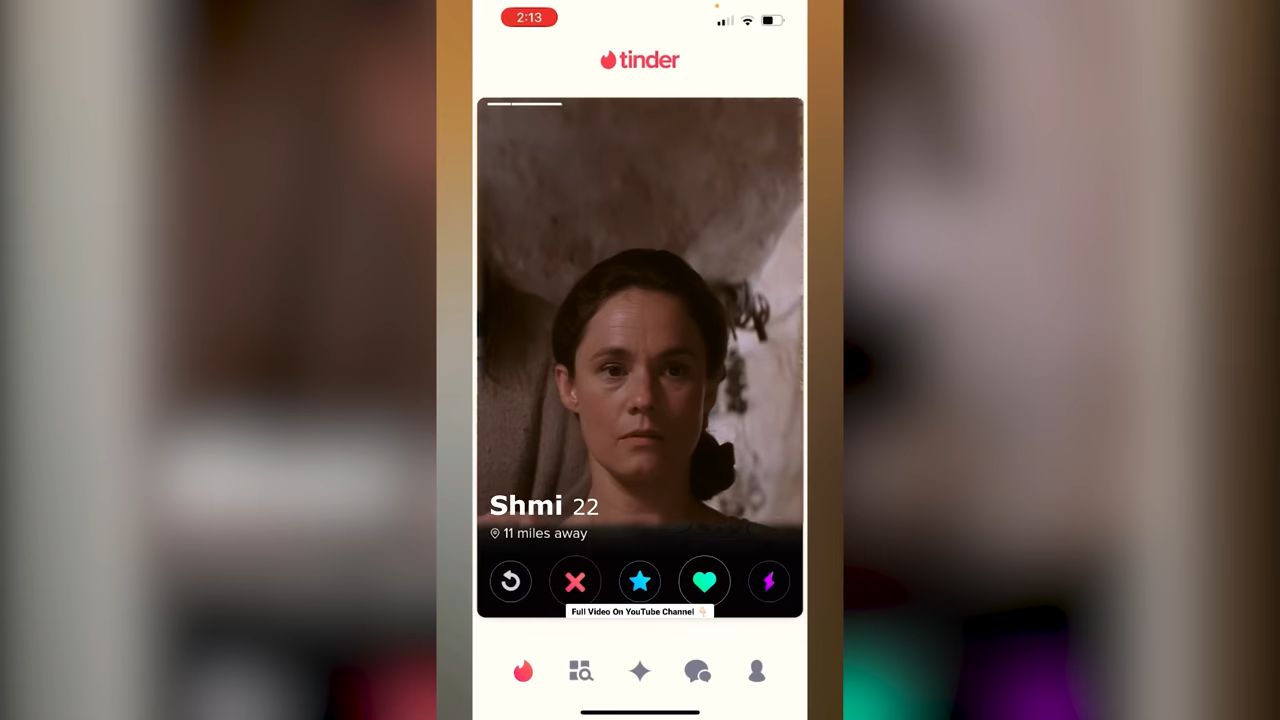 2:13
tinder
Shmi 22
11 miles away
Full Video On YouTube Channel 👇🏻